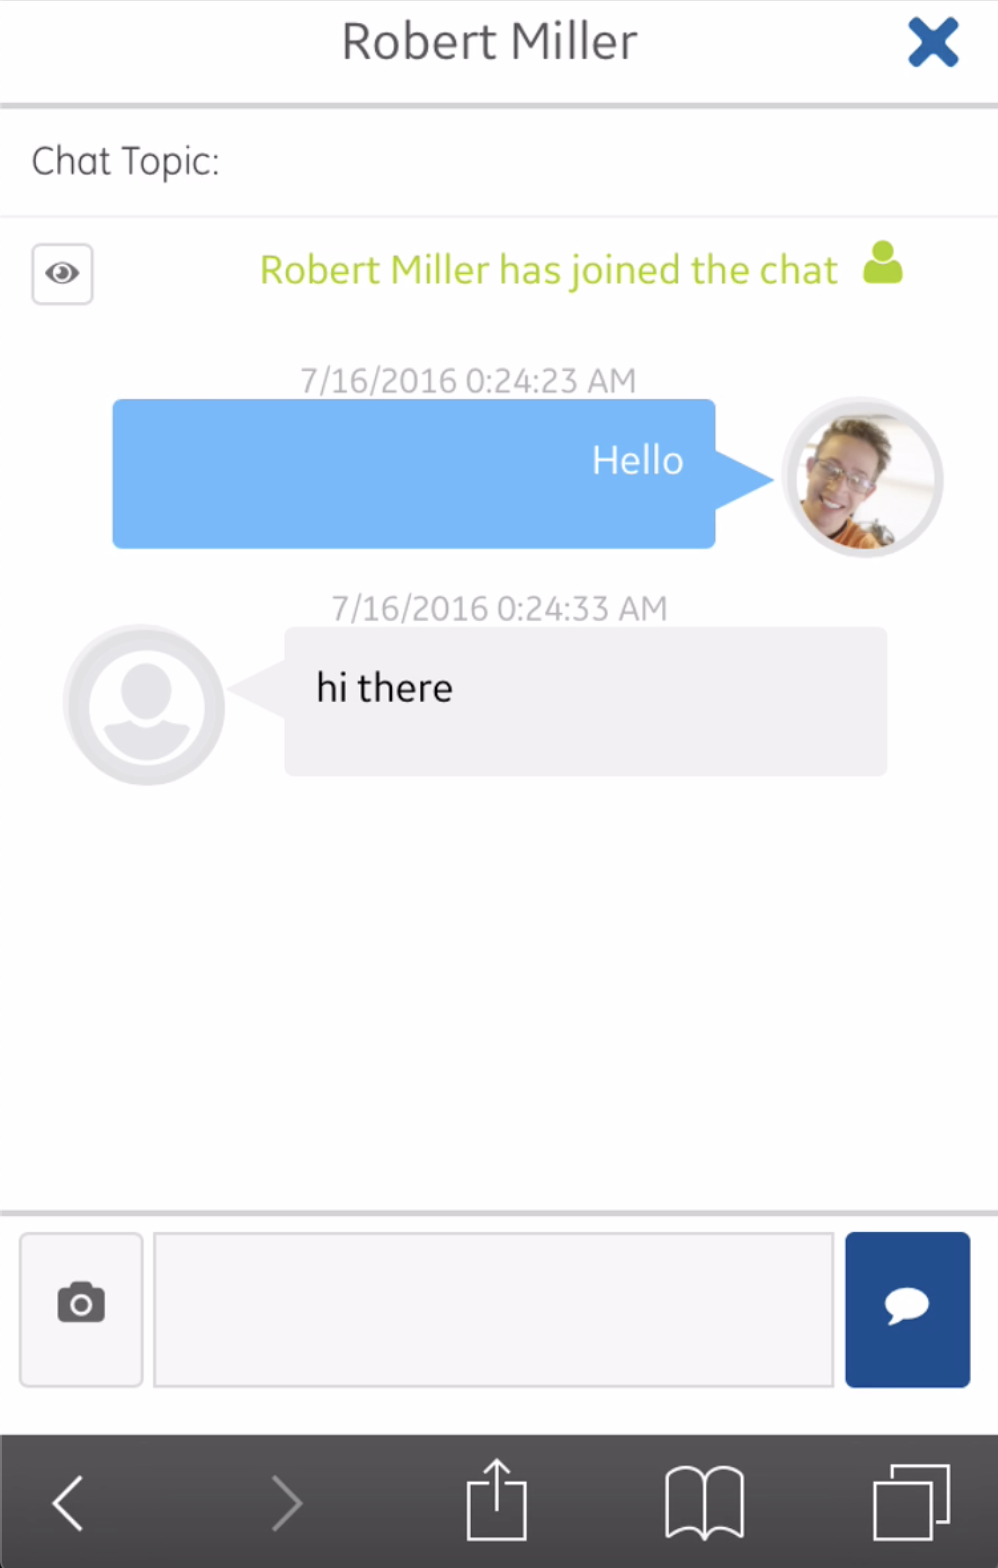 Robert Miller
Chat Topic:
Robert Miller has joined the chat
7/16/2016 0:24:23 AM
Hello
7/16/2016 0:24:33 AM
hi there